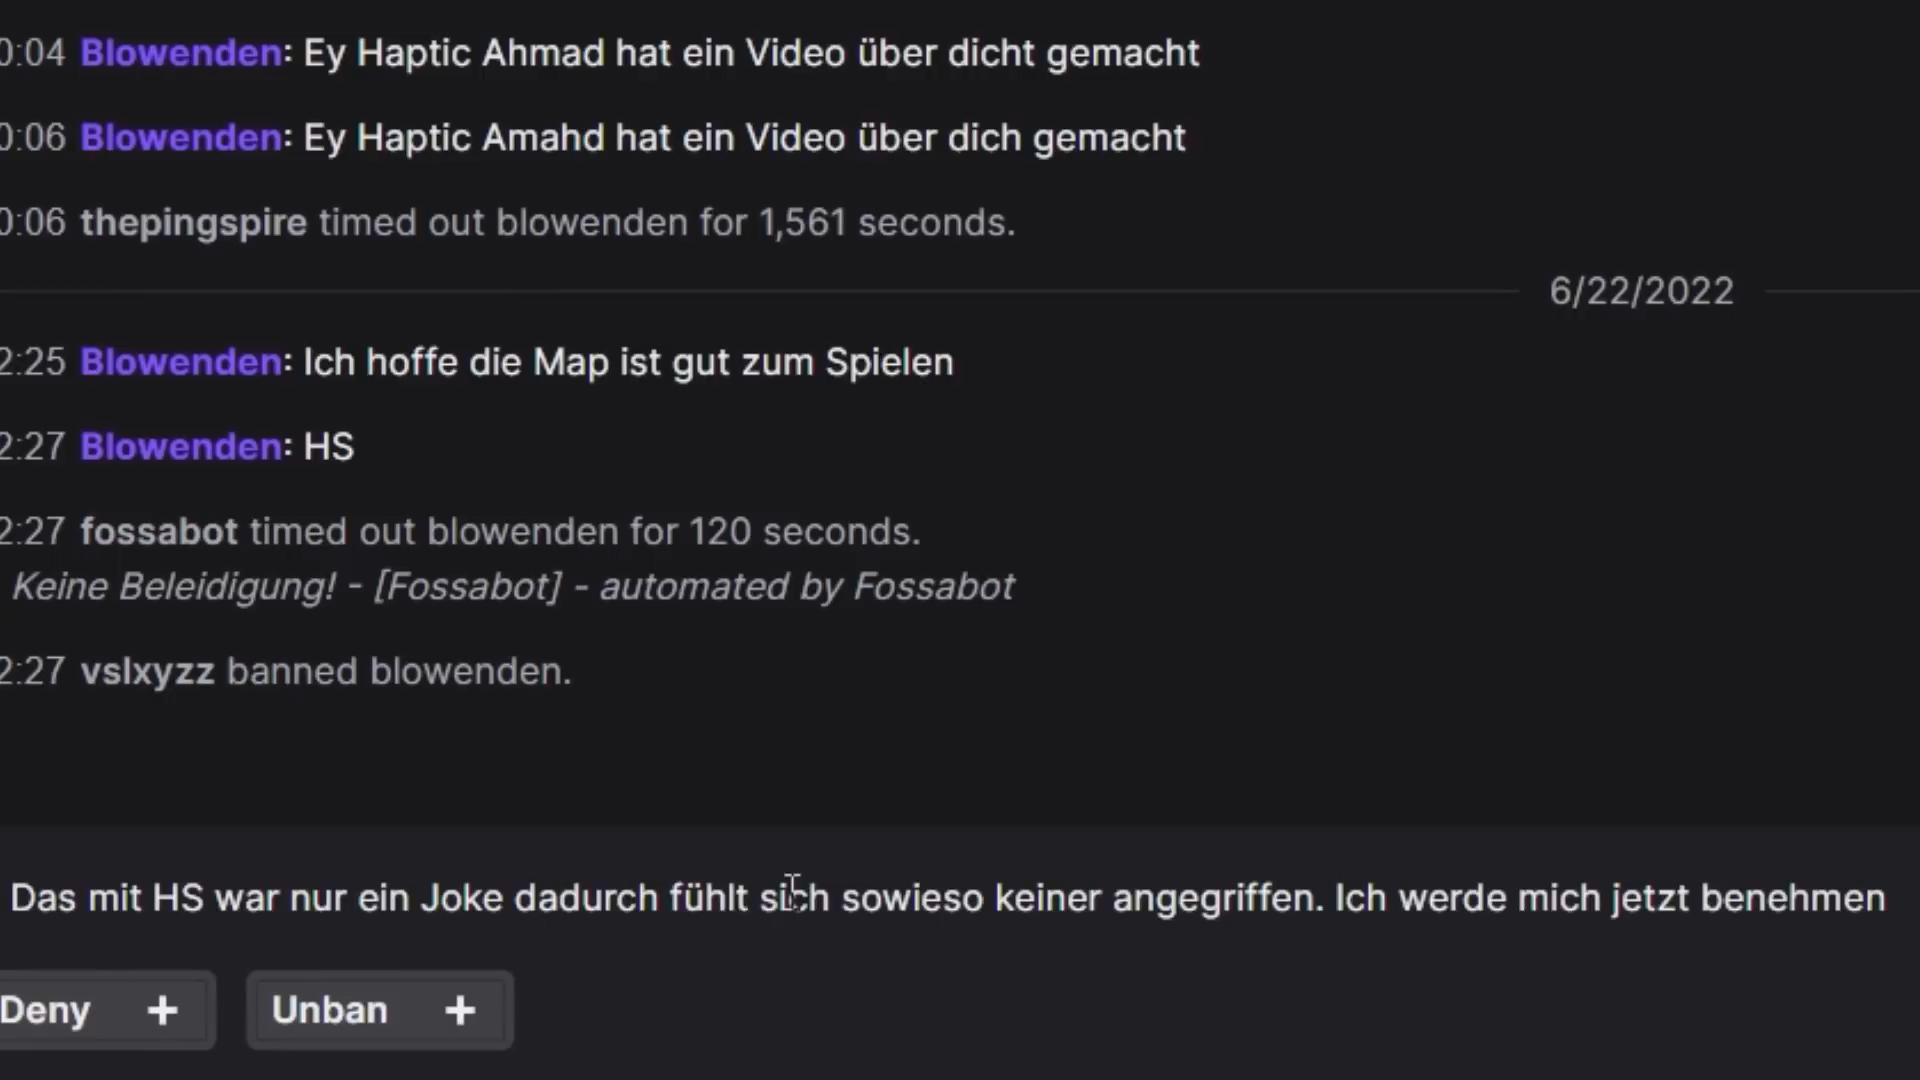 0:04 Blowenden: Ey Haptic Ahmad hat ein Video über dicht gemacht
0:06 Blowenden: Ey Haptic Amahd hat ein Video über dich gemacht
0:06 thepingspire timed out blowenden for 1,561 seconds.
6/22/2022
2:25 Blowenden: Ich hoffe die Map ist gut zum Spielen
2:27 Blowenden: HS
2:27 fossabot timed out blowenden for 120 seconds.
Keine Beleidigung! - [Fossabot] - automated by Fossabot
2:27 vslxyzz banned blowenden.
Das mit HS war nur ein Joke dadurch fühlt sich sowieso keiner angegriffen. Ich werde mich jetzt benehmen
Deny + Unban +